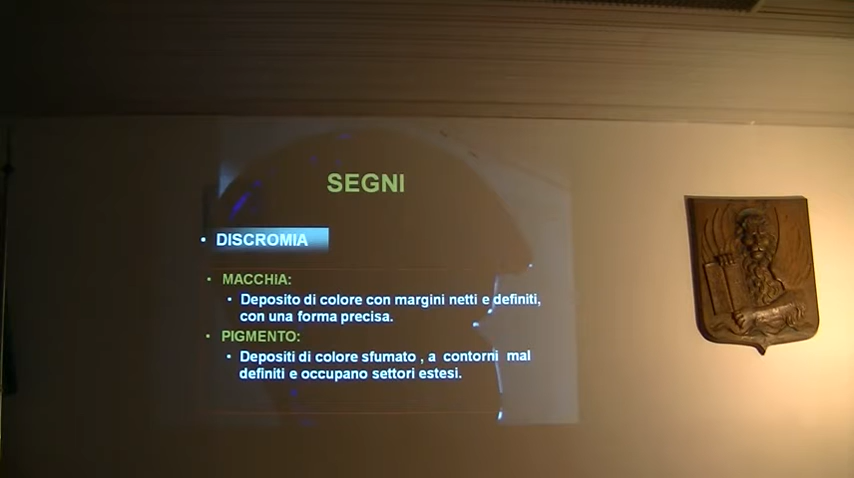 SEGNI
• DISCROMIA
• MACCHIA:
• Deposito di colore con margini netti e definiti,
con una forma precisa.
• PIGMENTO:
• Depositi di colore sfumato , a contorni mal
definiti e occupano settori estesi.